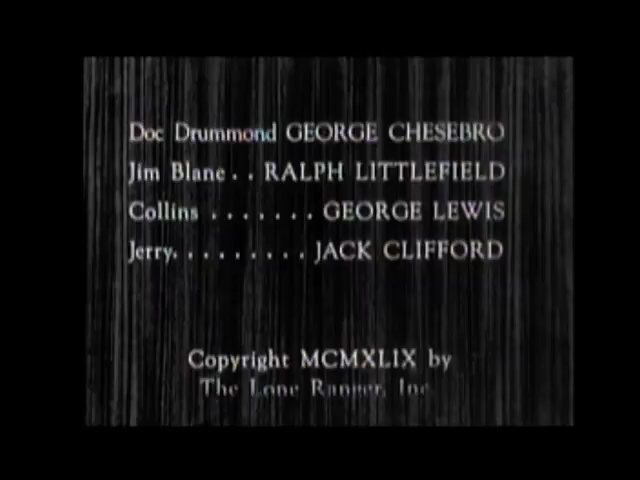 Doc Drummond GEORGE CHESEBRO
Jim Blane . . RALPH LITTLEFIELD
Collins . . . . . . . GEORGE LEWIS
Jerry. . . . . . . . . JACK CLIFFORD
Copyright MCMXLIX by
The Lone Ranger, Inc.